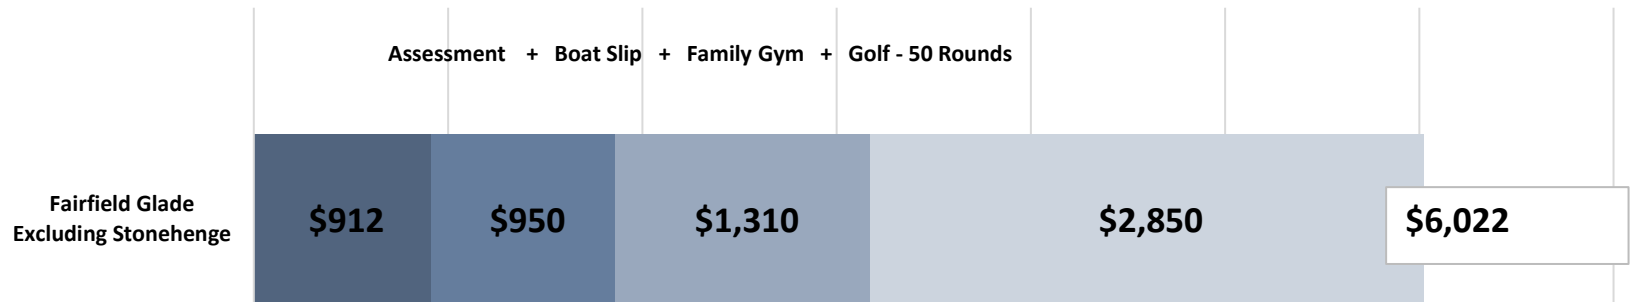 Assessment + Boat Slip + Family Gym + Golf - 50 Rounds
Fairfield Glade
Excluding Stonehenge
$912 $950 $1,310 $2,850 $6,022